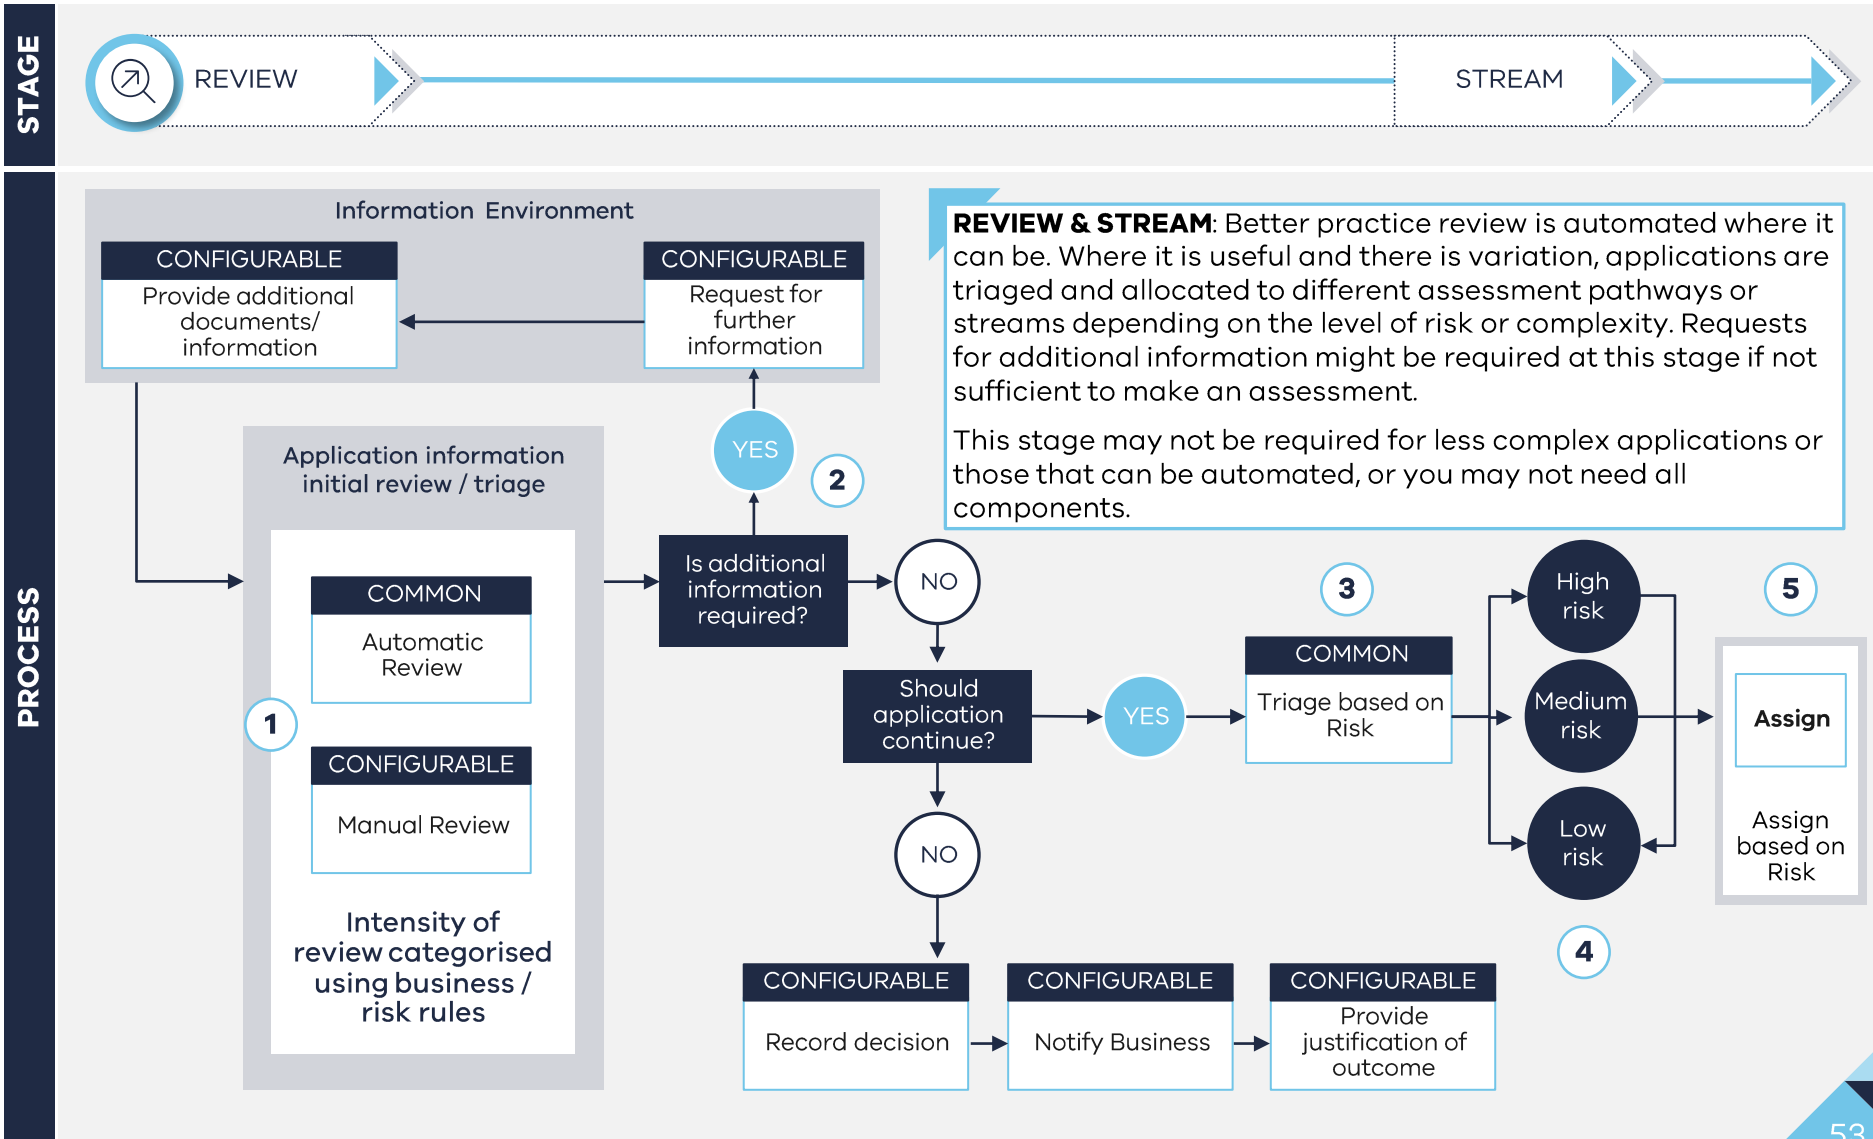 STAGE
REVIEW
STREAM
PROCESS
Information Environment
CONFIGURABLE
Provide additional
documents/
information
CONFIGURABLE
Request for
further
information
REVIEW & STREAM: Better practice review is automated where it
can be. Where it is useful and there is variation, applications are
triaged and allocated to different assessment pathways or
streams depending on the level of risk or complexity. Requests
for additional information might be required at this stage if not
sufficient to make an assessment.
This stage may not be required for less complex applications or
those that can be automated, or you may not need all
components.
Application information
initial review / triage
COMMON
Automatic
Review
1
CONFIGURABLE
Manual Review
Intensity of
review categorised
using business /
risk rules
YES
2
Is additional
information
required?
NO
Should
application
continue?
YES
3
COMMON
Triage based on
Risk
High
risk
Medium
risk
Low
risk
4
5
Assign
Assign
based on
Risk
NO
CONFIGURABLE
Record decision
CONFIGURABLE
Notify Business
CONFIGURABLE
Provide
justification of
outcome
53